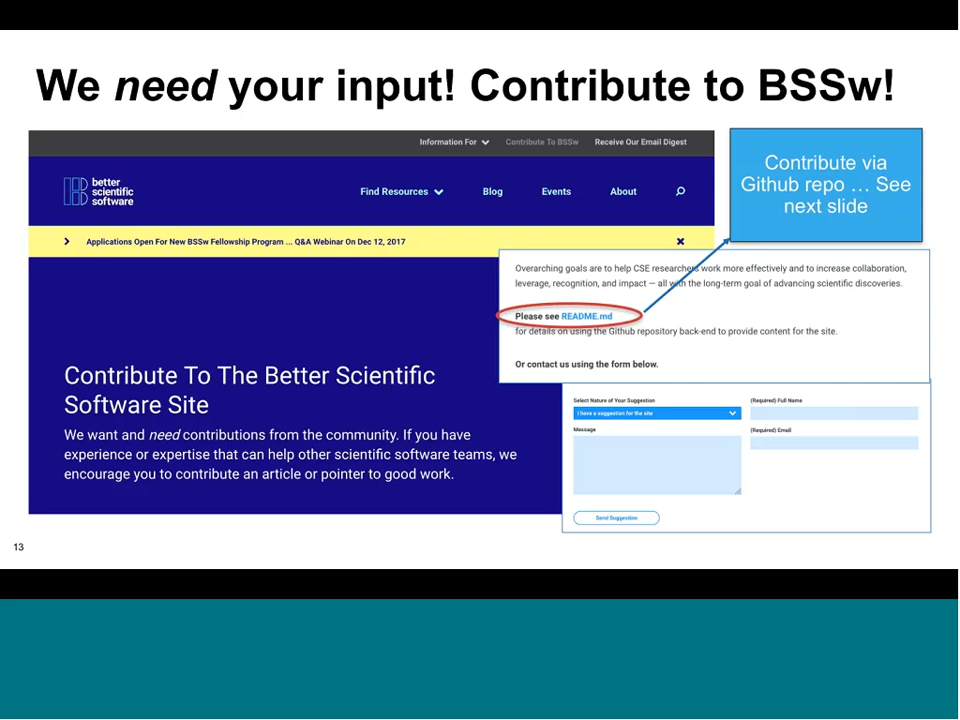 We need your input! Contribute to BSSw!
Information For
Contribute To BSSw
Receive Our Email Digest
better
scientific
software
Find Resources
Blog
Events
About
Applications Open For New BSSw Fellowship Program ... Q&A Webinar On Dec 12, 2017
Contribute via
Github repo … See
next slide
Overarching goals are to help CSE researchers work more effectively and to increase collaboration,
leverage, recognition, and impact — all with the long-term goal of advancing scientific discoveries.
Please see README.md
for details on using the Github repository back-end to provide content for the site.
Or contact us using the form below.
Contribute To The Better Scientific
Software Site
We want and need contributions from the community. If you have
experience or expertise that can help other scientific software teams, we
encourage you to contribute an article or pointer to good work.
Select Nature of Your Suggestion
I have a suggestion for the site
Message
(Required) Full Name
(Required) Email
Send Suggestion
13